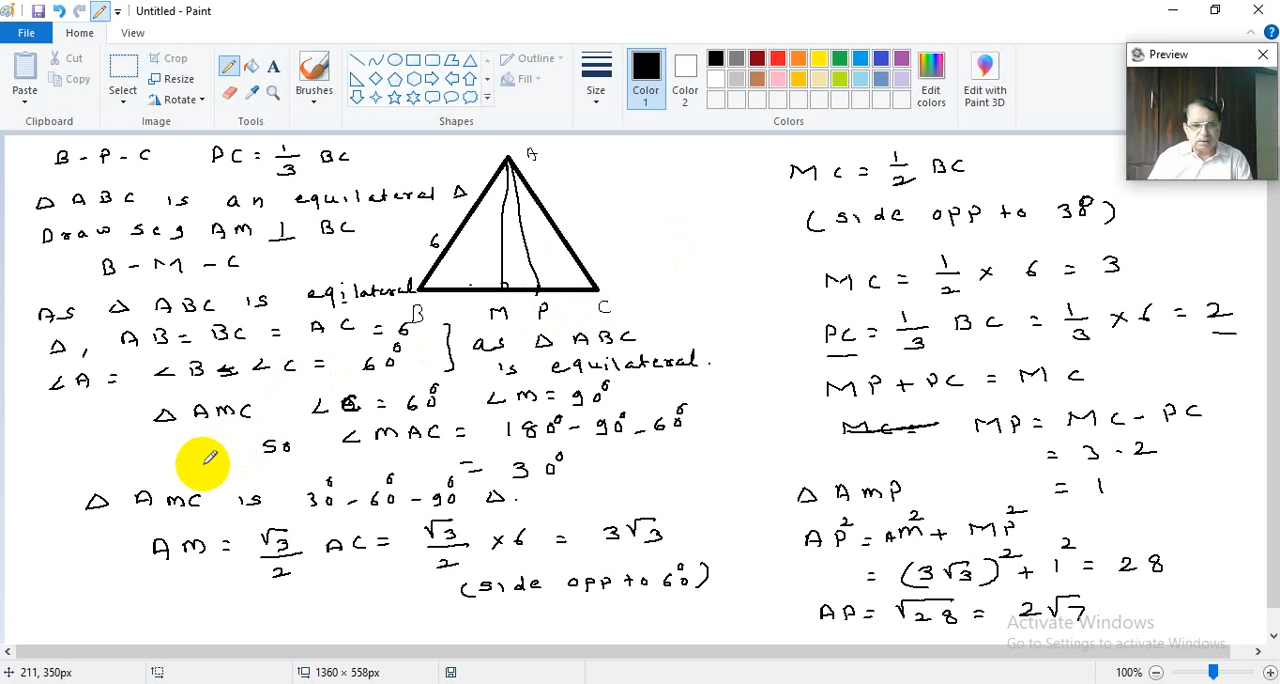 Untitled - Paint
File Home View
Paste
Cut
Copy
Clipboard
Select
Crop
Resize
Rotate
Image
Tools
Brushes
Shapes
Outline
Fill
Size
Color 1
Color 2
Edit colors
Colors
Edit with Paint 3D
Preview
B - P - C PC = 1/3 BC
△ ABC is an equilateral △
Draw seg AM ⊥ BC
B - M - C
As △ ABC is eqilateral
△, AB = BC = AC = 6
∠A = ∠B = ∠C = 60°
} as △ ABC
is equilateral.
△ AMC ∠C = 60° ∠M = 90°
so ∠MAC = 180° - 90° - 60°
= 30°
△ AMC is 30° - 60° - 90° △.
AM = √3/2 AC = √3/2 × 6 = 3√3
(side opp to 60°)
A
6
B M P C
MC = 1/2 BC
(side opp to 30°)
MC = 1/2 × 6 = 3
PC = 1/3 BC = 1/3 × 6 = 2
MP + PC = MC
MC = MP = MC - PC
= 3 - 2
= 1
△ AMP
AP² = AM² + MP²
= (3√3)² + 1² = 28
AP = √28 = 2√7
Activate Windows
Go to Settings to activate Windows.
211, 350px
1360 × 558px
100%